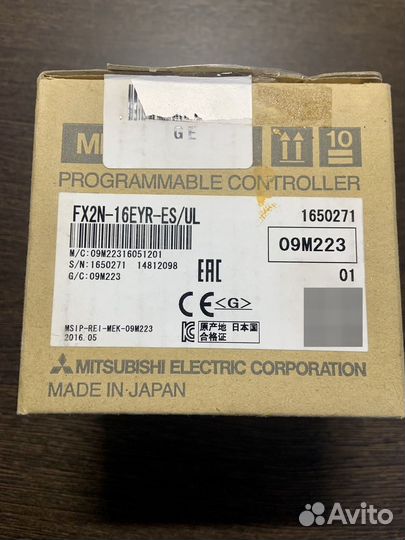 GE
10
PROGRAMMABLE CONTROLLER
FX2N-16EYR-ES/UL 1650271
M/C:09M22316051201
S/N:1650271 14812098
G/C:09M223
09M223
01
EAC
CE <G>
MSIP-REI-MEK-09M223
2016.05
原产地 日本国
合格证
MITSUBISHI ELECTRIC CORPORATION
MADE IN JAPAN
Avito